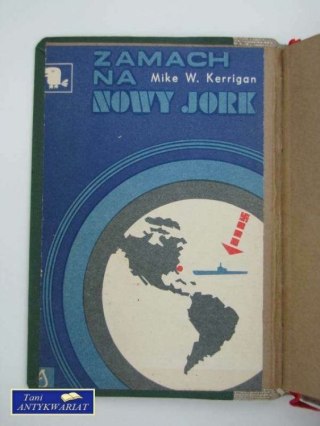 ZAMACH
NA Mike W. Kerrigan
NOWY JORK
Tani
ANTYKWARIAT